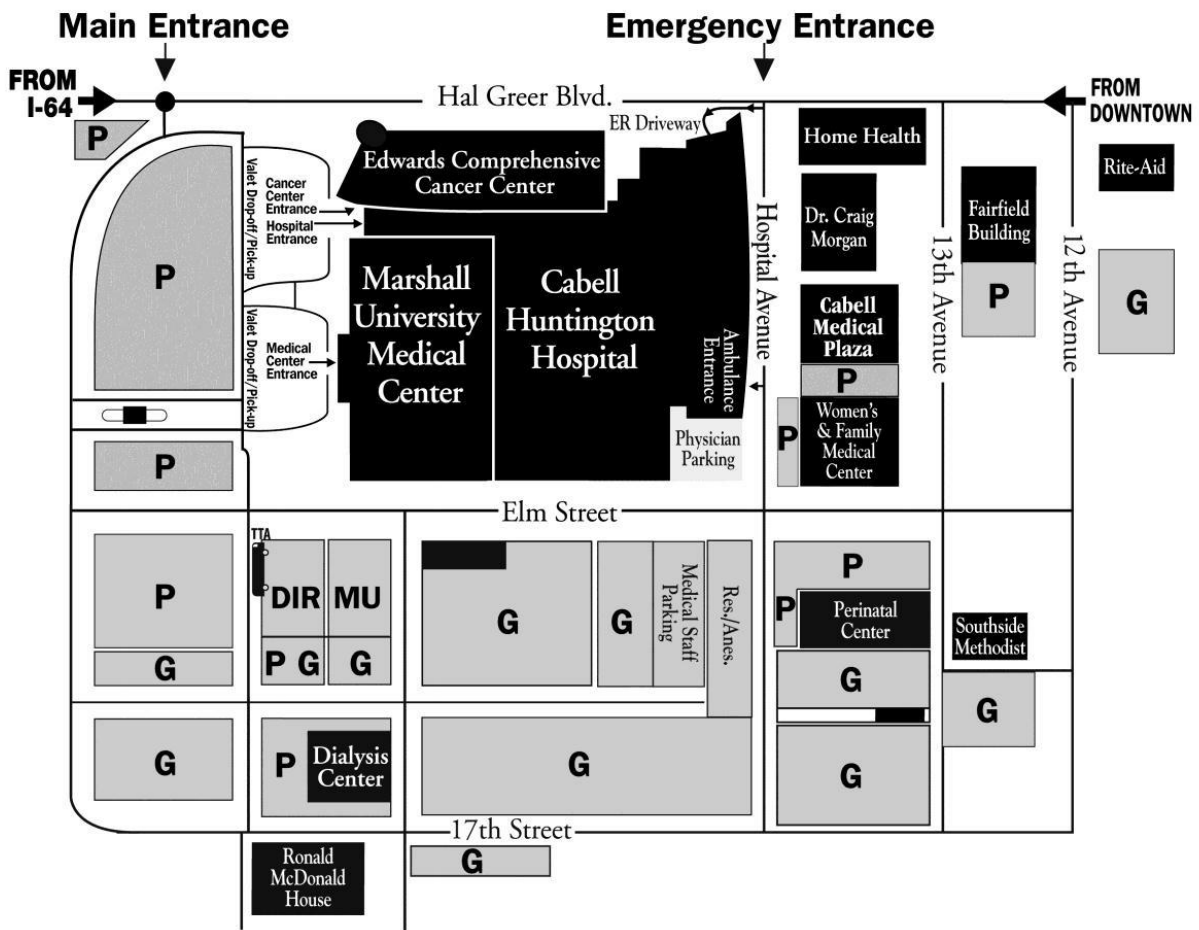 Main Entrance
Emergency Entrance
FROM
I-64
Hal Greer Blvd.
FROM
DOWNTOWN
P
ER Driveway
Home Health
Rite-Aid
Edwards Comprehensive
Cancer Center
Valet Drop-off/Pick-up
Cancer
Center
Entrance
Hospital
Entrance
P
Hospital Avenue
Dr. Craig
Morgan
13th Avenue
Fairfield
Building
P
12 th Avenue
G
Marshall
University
Medical
Center
Cabell
Huntington
Hospital
Valet Drop-off/Pick-up
Medical
Center
Entrance
Ambulance
Entrance
Cabell
Medical
Plaza
P
P
Women's
& Family
Medical
Center
Physician
Parking
P
Elm Street
TTA
P
DIR
MU
G
G
Medical Staff
Parking
Res./Anes.
P
P
Perinatal
Center
Southside
Methodist
G
P G
G
G
G
G
P
Dialysis
Center
G
G
17th Street
Ronald
McDonald
House
G